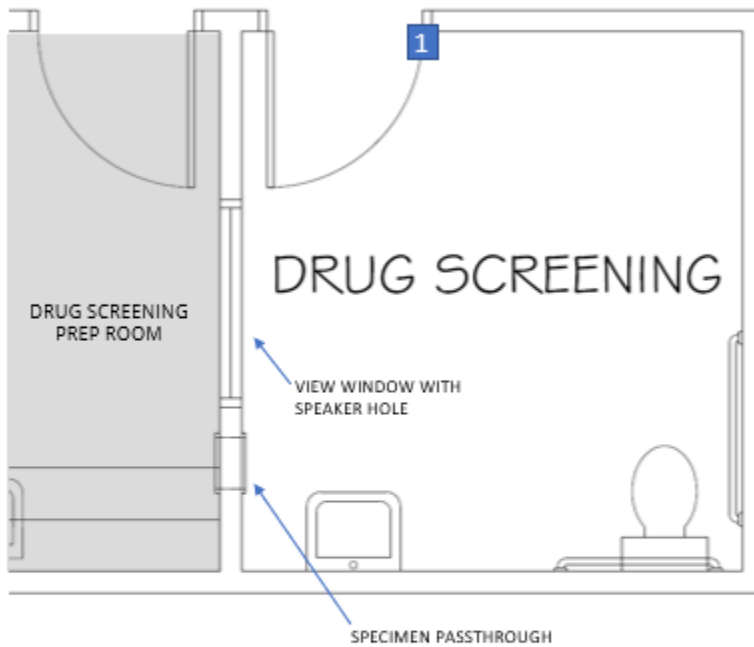 1
DRUG SCREENING
DRUG SCREENING
PREP ROOM
VIEW WINDOW WITH
SPEAKER HOLE
SPECIMEN PASSTHROUGH